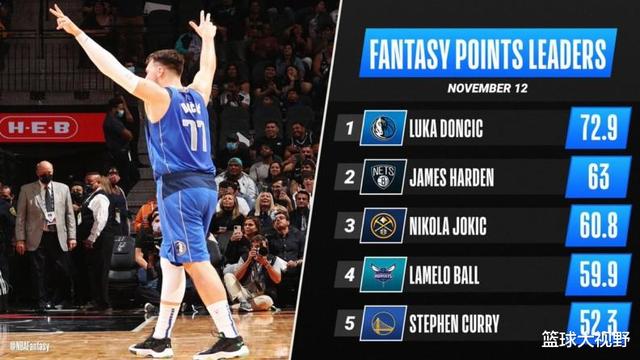 FANTASY POINTS LEADERS
NOVEMBER 12
1 LUKA DONCIC 72.9
2 NETS JAMES HARDEN 63
3 NIKOLA JOKIC 60.8
4 LAMELO BALL 59.9
5 STEPHEN CURRY 52.3
H-E-B
77
@NBAFantasy
篮球大视野